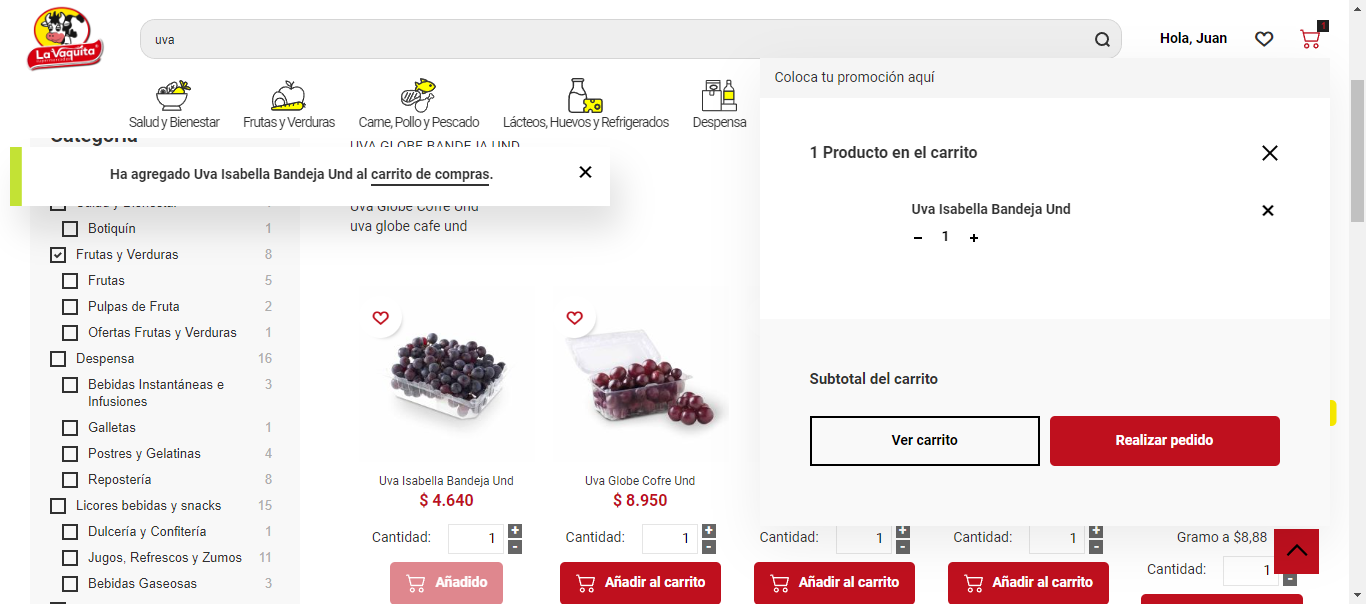 La Vaquita
uva
Hola, Juan
1
Coloca tu promoción aquí
Salud y Bienestar
Frutas y Verduras
Carne, Pollo y Pescado
Lácteos, Huevos y Refrigerados
Despensa
Categoría
UVA GLOBE BANDEJA UND
Ha agregado Uva Isabella Bandeja Und al carrito de compras.
1 Producto en el carrito
Uva Isabella Bandeja Und
1
Subtotal del carrito
Ver carrito
Realizar pedido
Salud y Bienestar
Botiquín 1
Frutas y Verduras 8
Frutas 5
Pulpas de Fruta 2
Ofertas Frutas y Verduras 1
Despensa 16
Bebidas Instantáneas e 3
Infusiones
Galletas 1
Postres y Gelatinas 4
Repostería 8
Licores bebidas y snacks 15
Dulcería y Confitería 1
Jugos, Refrescos y Zumos 11
Bebidas Gaseosas 3
Uva Globe Cofre Und
uva globe cafe und
Uva Isabella Bandeja Und
$ 4.640
Cantidad: 1
Añadido
Uva Globe Cofre Und
$ 8.950
Cantidad: 1
Añadir al carrito
Cantidad: 1
Añadir al carrito
Cantidad: 1
Añadir al carrito
Gramo a $8,88
Cantidad: 1